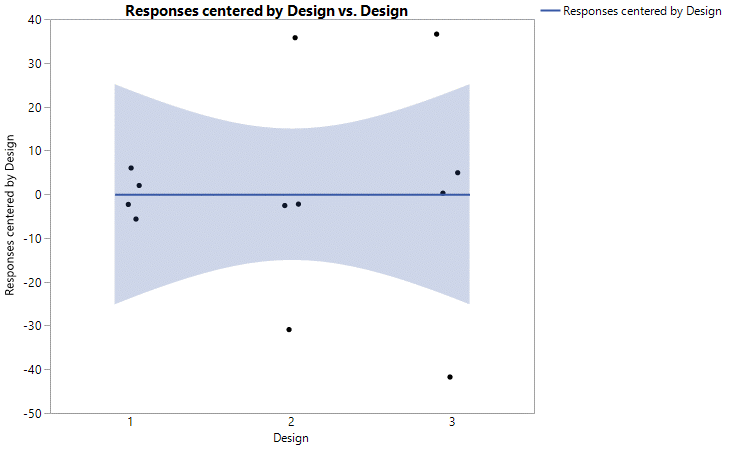 Responses centered by Design vs. Design
Responses centered by Design
Responses centered by Design
40
30
20
10
0
-10
-20
-30
-40
-50
1 2 3
Design